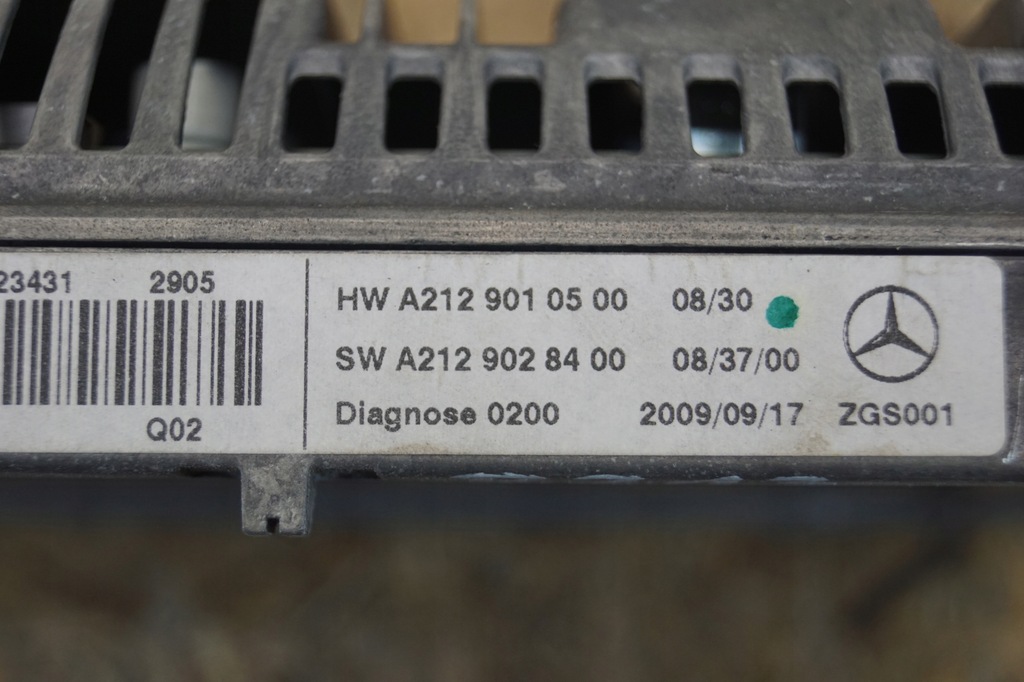 23431 2905
Q02
HW A212 901 05 00 08/30
SW A212 902 84 00 08/37/00
Diagnose 0200 2009/09/17 ZGS001